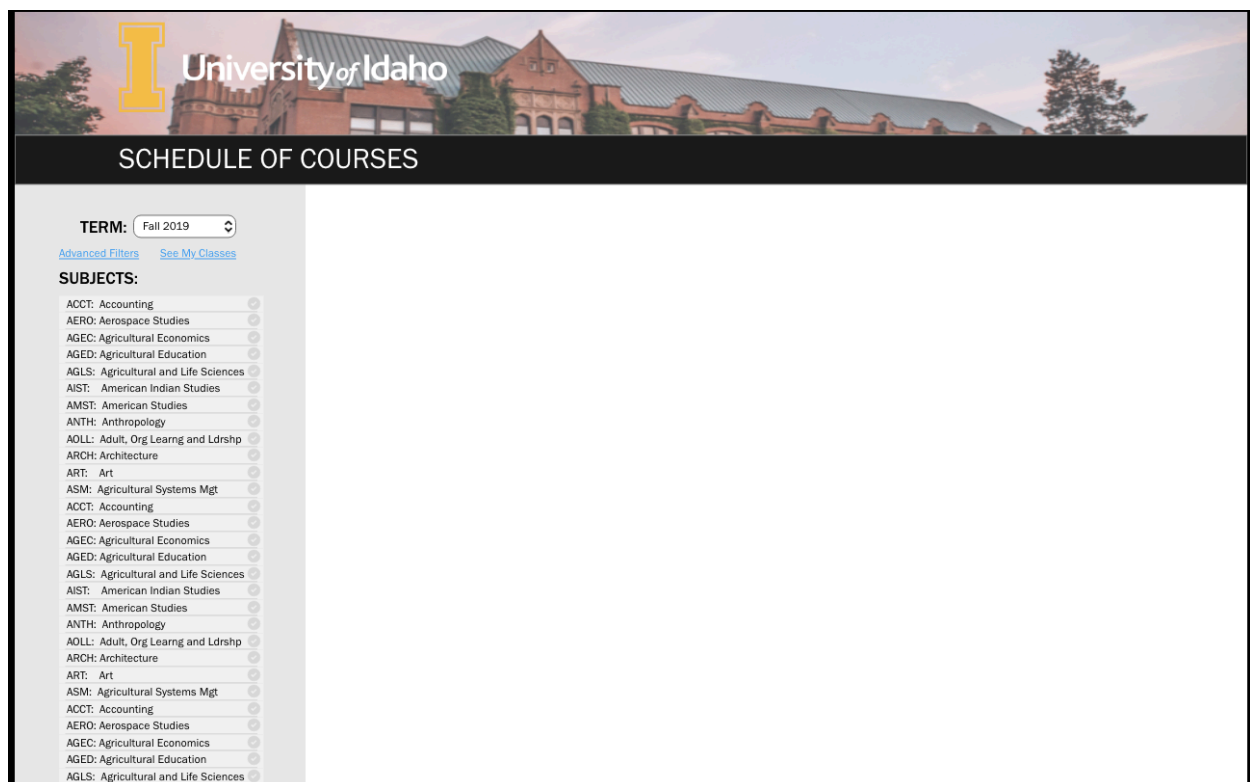 University of Idaho
SCHEDULE OF COURSES
TERM: Fall 2019
Advanced Filters See My Classes
SUBJECTS:
ACCT: Accounting
AERO: Aerospace Studies
AGEC: Agricultural Economics
AGED: Agricultural Education
AGLS: Agricultural and Life Sciences
AIST: American Indian Studies
AMST: American Studies
ANTH: Anthropology
AOLL: Adult, Org Learng and Ldrshp
ARCH: Architecture
ART: Art
ASM: Agricultural Systems Mgt
ACCT: Accounting
AERO: Aerospace Studies
AGEC: Agricultural Economics
AGED: Agricultural Education
AGLS: Agricultural and Life Sciences
AIST: American Indian Studies
AMST: American Studies
ANTH: Anthropology
AOLL: Adult, Org Learng and Ldrshp
ARCH: Architecture
ART: Art
ASM: Agricultural Systems Mgt
ACCT: Accounting
AERO: Aerospace Studies
AGEC: Agricultural Economics
AGED: Agricultural Education
AGLS: Agricultural and Life Sciences